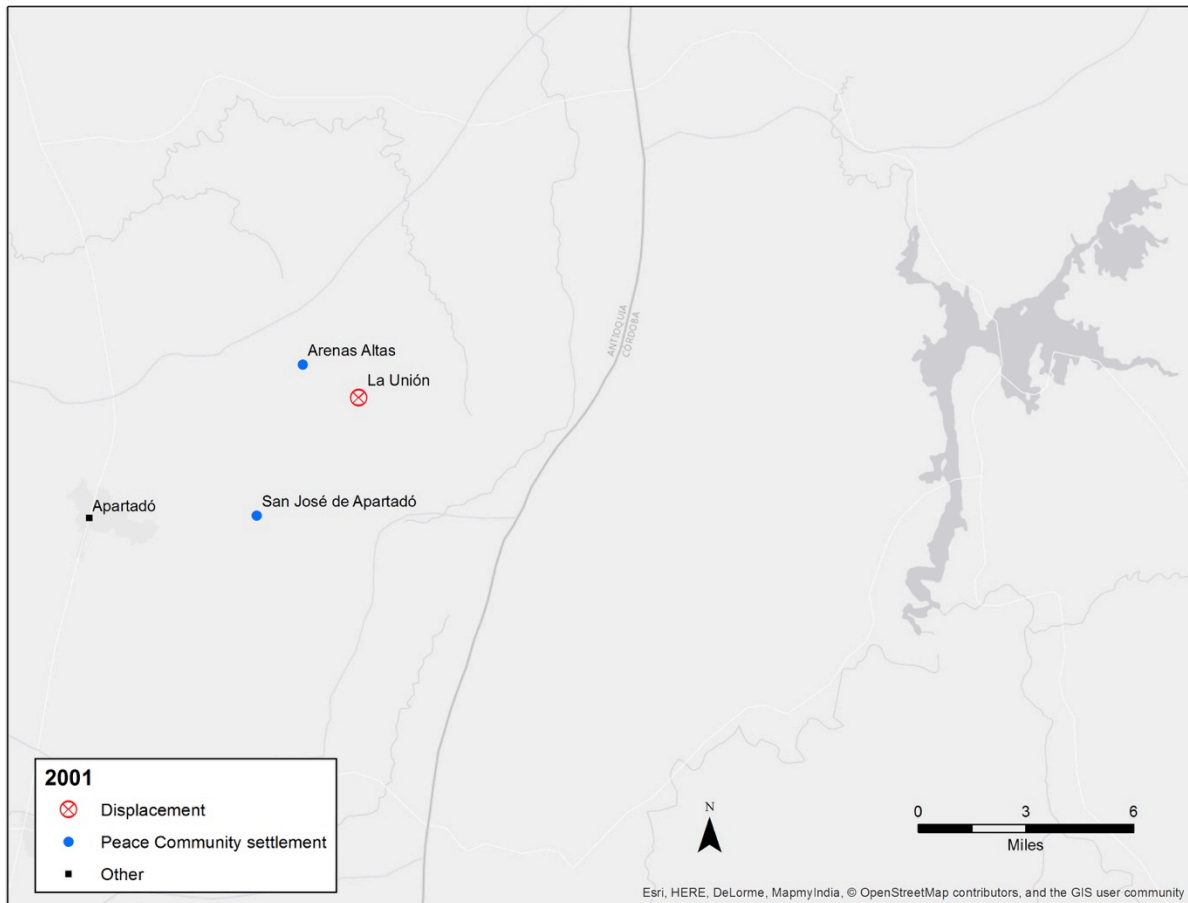 ANTIOQUIA
CÓRDOBA
Arenas Altas
La Unión
Apartadó
San José de Apartadó
2001
Displacement
Peace Community settlement
Other
N
0 3 6
Miles
Esri, HERE, DeLorme, MapmyIndia, © OpenStreetMap contributors, and the GIS user community